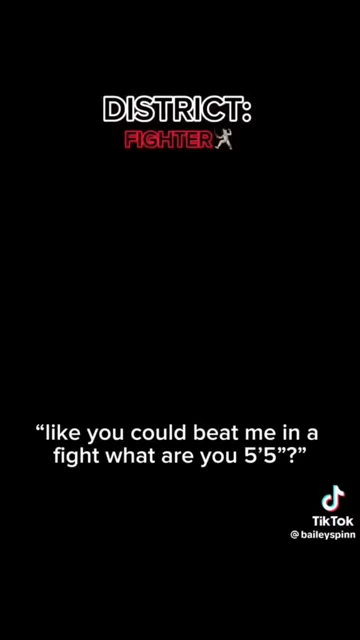 DISTRICT:
FIGHTER🤺
“like you could beat me in a
fight what are you 5’5”?”
TikTok
@baileyspinn